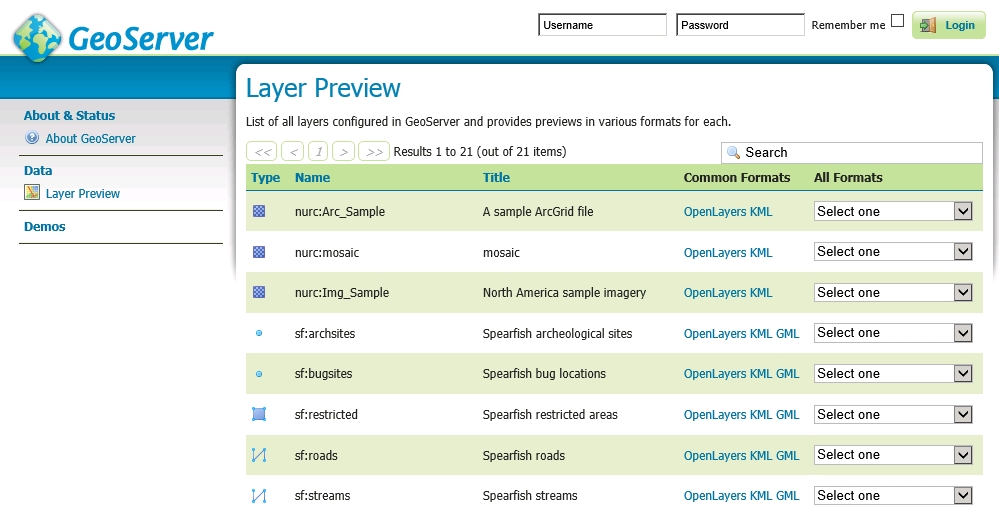 GeoServer
Username Password Remember me Login
About & Status
About GeoServer
Data
Layer Preview
Demos
Layer Preview
List of all layers configured in GeoServer and provides previews in various formats for each.
<< < 1 > >> Results 1 to 21 (out of 21 items) Search
Type Name Title Common Formats All Formats
nurc:Arc_Sample A sample ArcGrid file OpenLayers KML Select one
nurc:mosaic mosaic OpenLayers KML Select one
nurc:Img_Sample North America sample imagery OpenLayers KML Select one
sf:archsites Spearfish archeological sites OpenLayers KML GML Select one
sf:bugsites Spearfish bug locations OpenLayers KML GML Select one
sf:restricted Spearfish restricted areas OpenLayers KML GML Select one
sf:roads Spearfish roads OpenLayers KML GML Select one
sf:streams Spearfish streams OpenLayers KML GML Select one